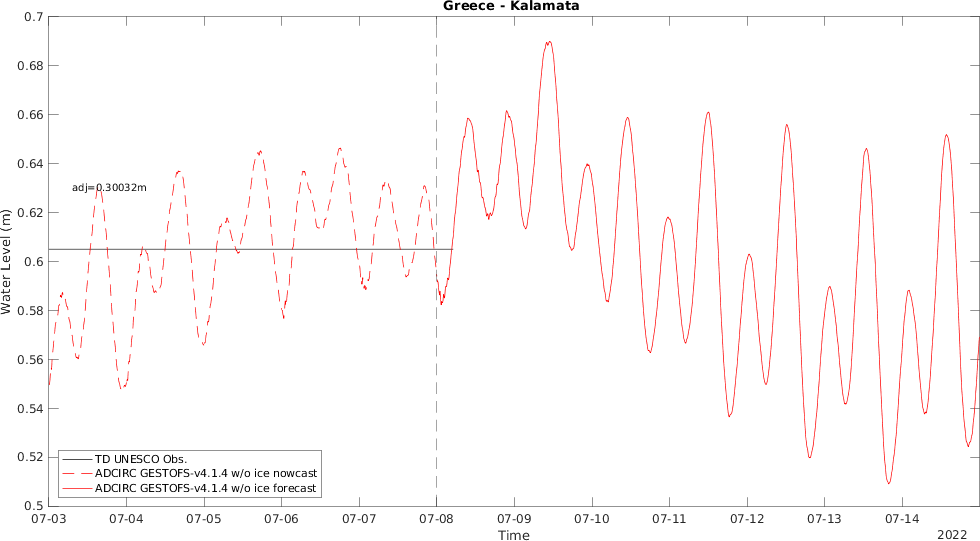 Greece - Kalamata
0.7
0.68
0.66
0.64
0.62
0.6
0.58
0.56
0.54
0.52
0.5
Water Level (m)
adj=0.30032m
TD UNESCO Obs.
ADCIRC GESTOFS-v4.1.4 w/o ice nowcast
ADCIRC GESTOFS-v4.1.4 w/o ice forecast
07-03 07-04 07-05 07-06 07-07 07-08 07-09 07-10 07-11 07-12 07-13 07-14
Time
2022